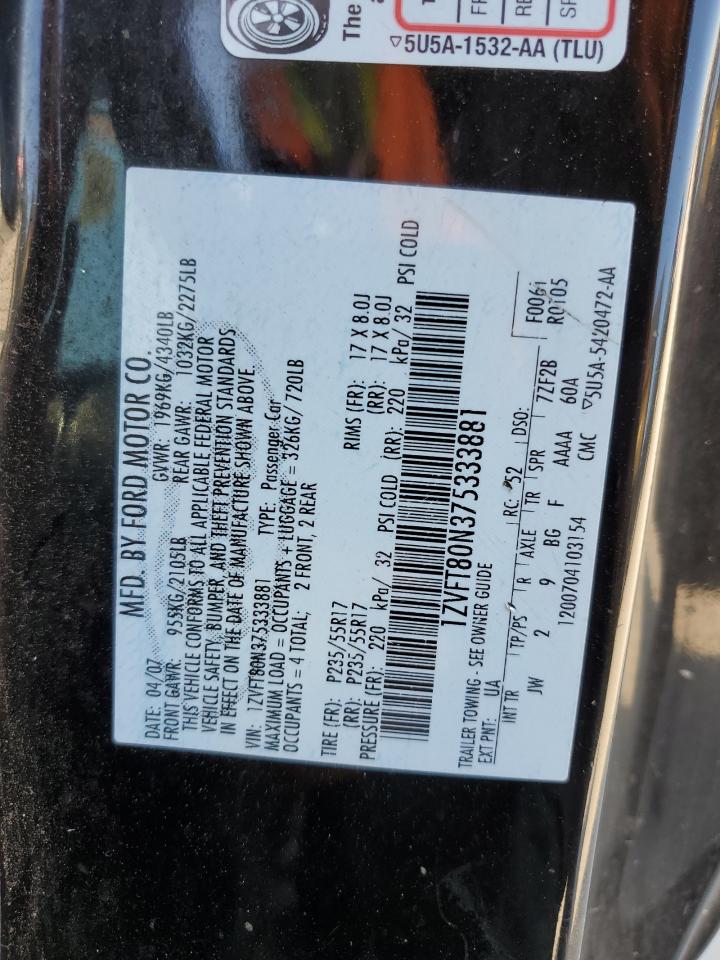 The
▽5U5A-1532-AA (TLU)
MFD. BY FORD MOTOR CO.
DATE: 04/07 GVWR: 1969KG/4340LB
FRONT GAWR: 955KG/2105LB REAR GAWR: 1032KG/2275LB
THIS VEHICLE CONFORMS TO ALL APPLICABLE FEDERAL MOTOR
VEHICLE SAFETY, BUMPER, AND THEFT PREVENTION STANDARDS
IN EFFECT ON THE DATE OF MANUFACTURE SHOWN ABOVE.
VIN: 1ZVFT80N375333881 TYPE: Passenger Car
MAXIMUM LOAD = OCCUPANTS + LUGGAGE = 326KG/ 720LB
OCCUPANTS = 4 TOTAL; 2 FRONT, 2 REAR
TIRE (FR): P235/55R17 RIMS (FR): 17 X 8.0J
(RR): P235/55R17 (RR): 17 X 8.0J
PRESSURE (FR): 220 kPa/ 32 PSI COLD (RR): 220 kPa/ 32 PSI COLD
1ZVFT80N375333881
TRAILER TOWING - SEE OWNER GUIDE
EXT PNT: UA RC: 52 DSO: F0061
INT TR TP/PS R AXLE TR SPR R0105
JW 2 9 BG F AAAA 7ZF2B
60A
1200704103154 CMC ▽5U5A-5420472-AA